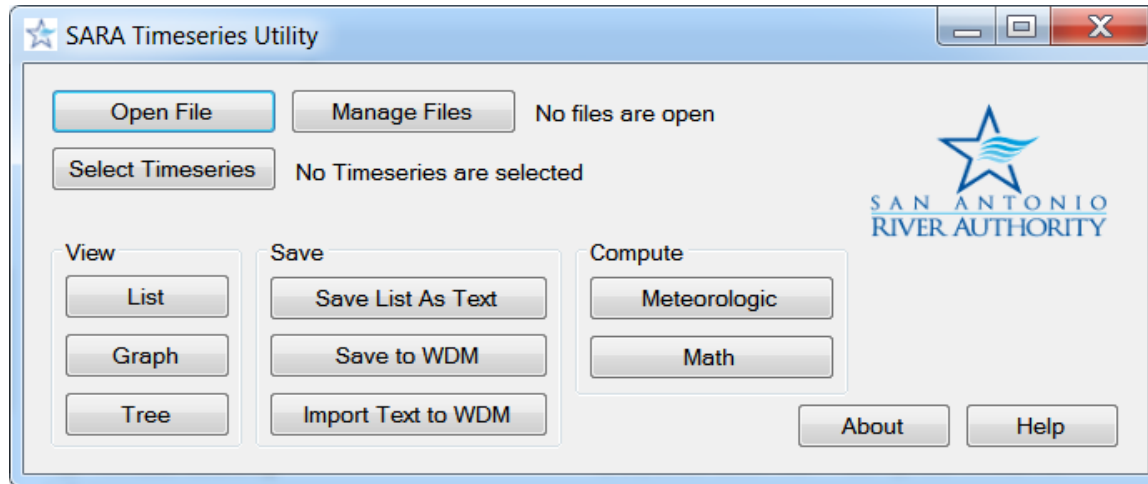 SARA Timeseries Utility
Open File
Manage Files
No files are open
Select Timeseries
No Timeseries are selected
SAN ANTONIO
RIVER AUTHORITY
View
List
Graph
Tree
Save
Save List As Text
Save to WDM
Import Text to WDM
Compute
Meteorologic
Math
About
Help